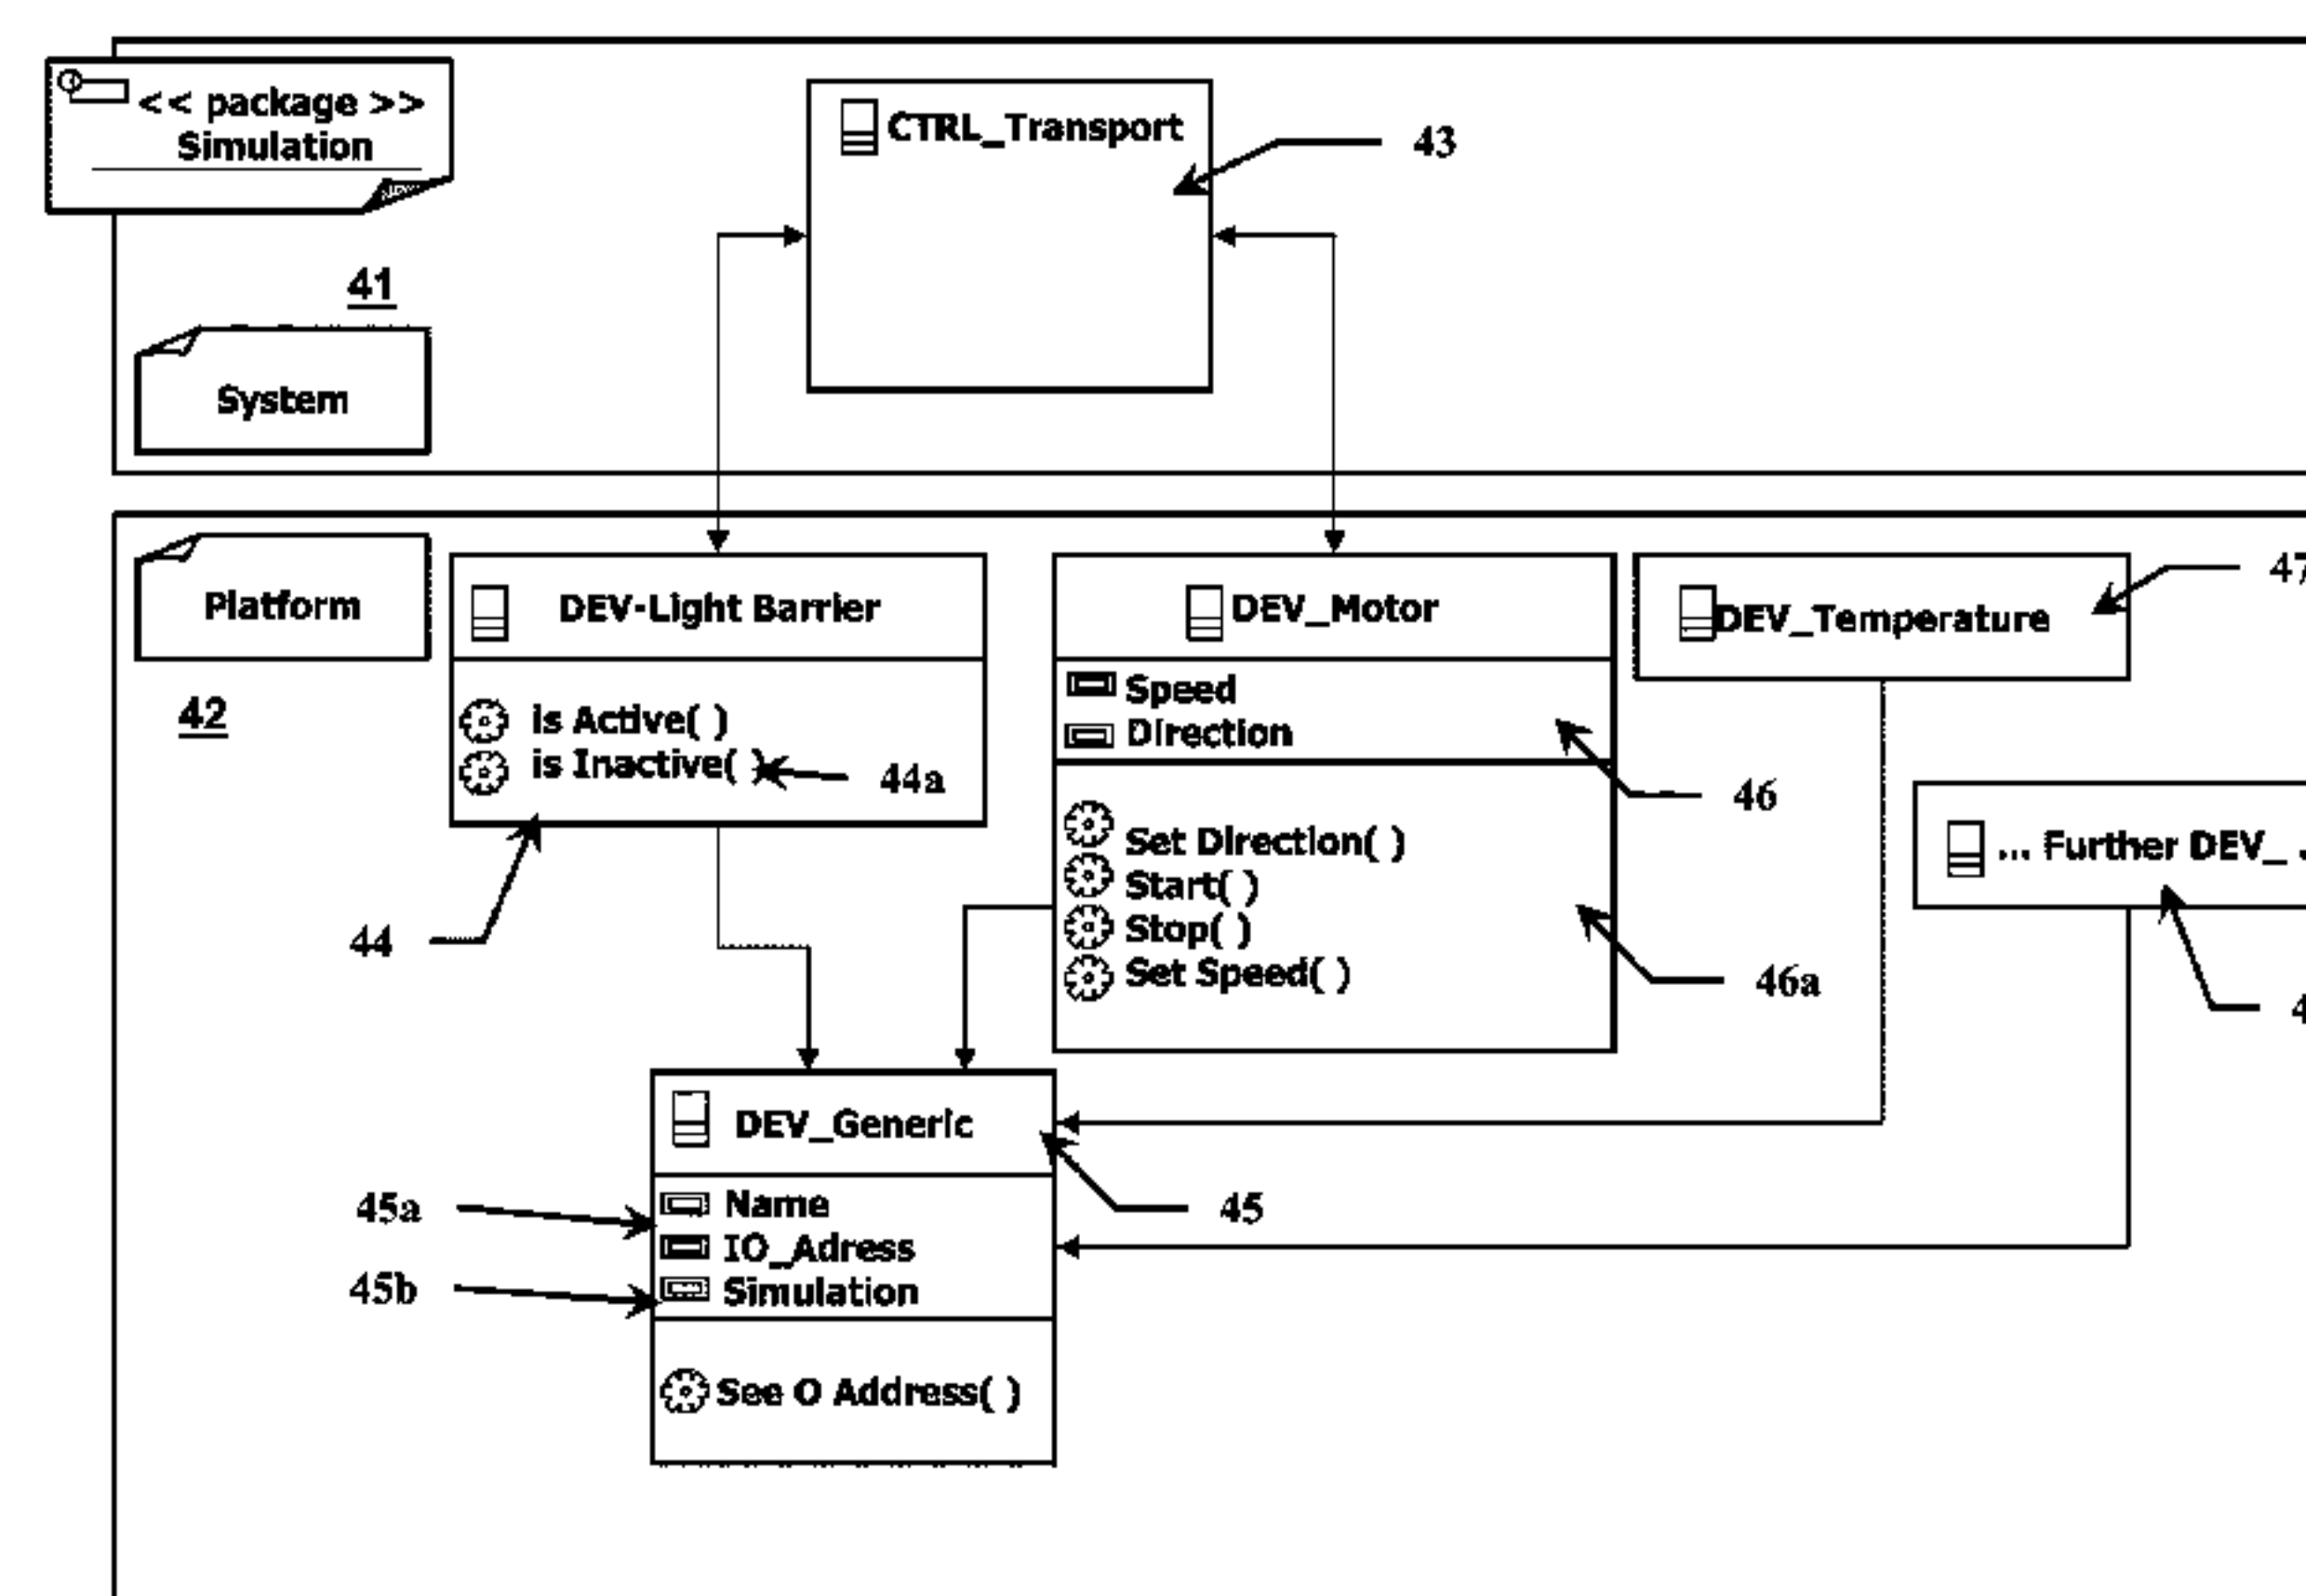 << package >>
Simulation
CTRL_Transport
43
41
System
Platform
42
DEV-Light Barrier
is Active( )
is Inactive( )
44a
44
DEV_Motor
Speed
Direction
46
Set Direction( )
Start( )
Stop( )
Set Speed( )
46a
DEV_Temperature
47
... Further DEV_ .
4
DEV_Generic
45
45a
Name
IO_Adress
45b
Simulation
See O Address( )